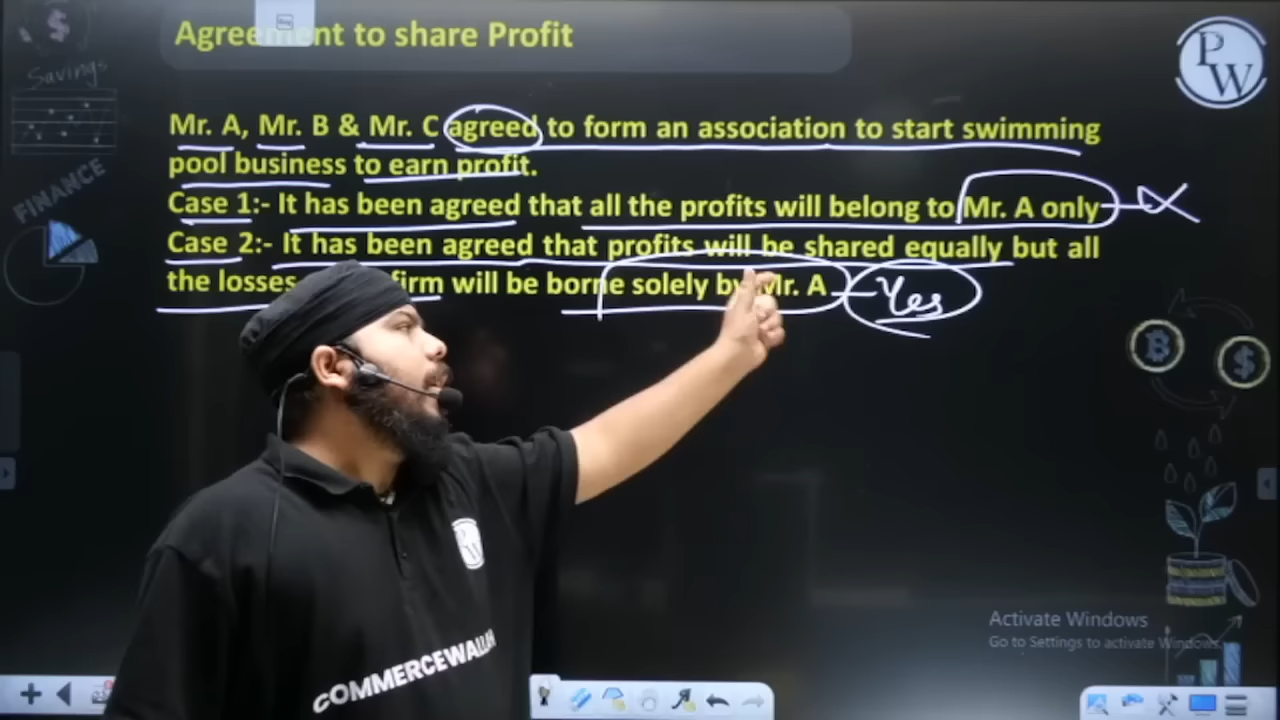 Agreement to share Profit
Savings
FINANCE
Mr. A, Mr. B & Mr. C agreed to form an association to start swimming
pool business to earn profit.
Case 1:- It has been agreed that all the profits will belong to Mr. A only
Case 2:- It has been agreed that profits will be shared equally but all
the losses firm will be borne solely by Mr. A Yes
PW
PW
COMMERCEWALLAH
Activate Windows
Go to Settings to activate Windows.